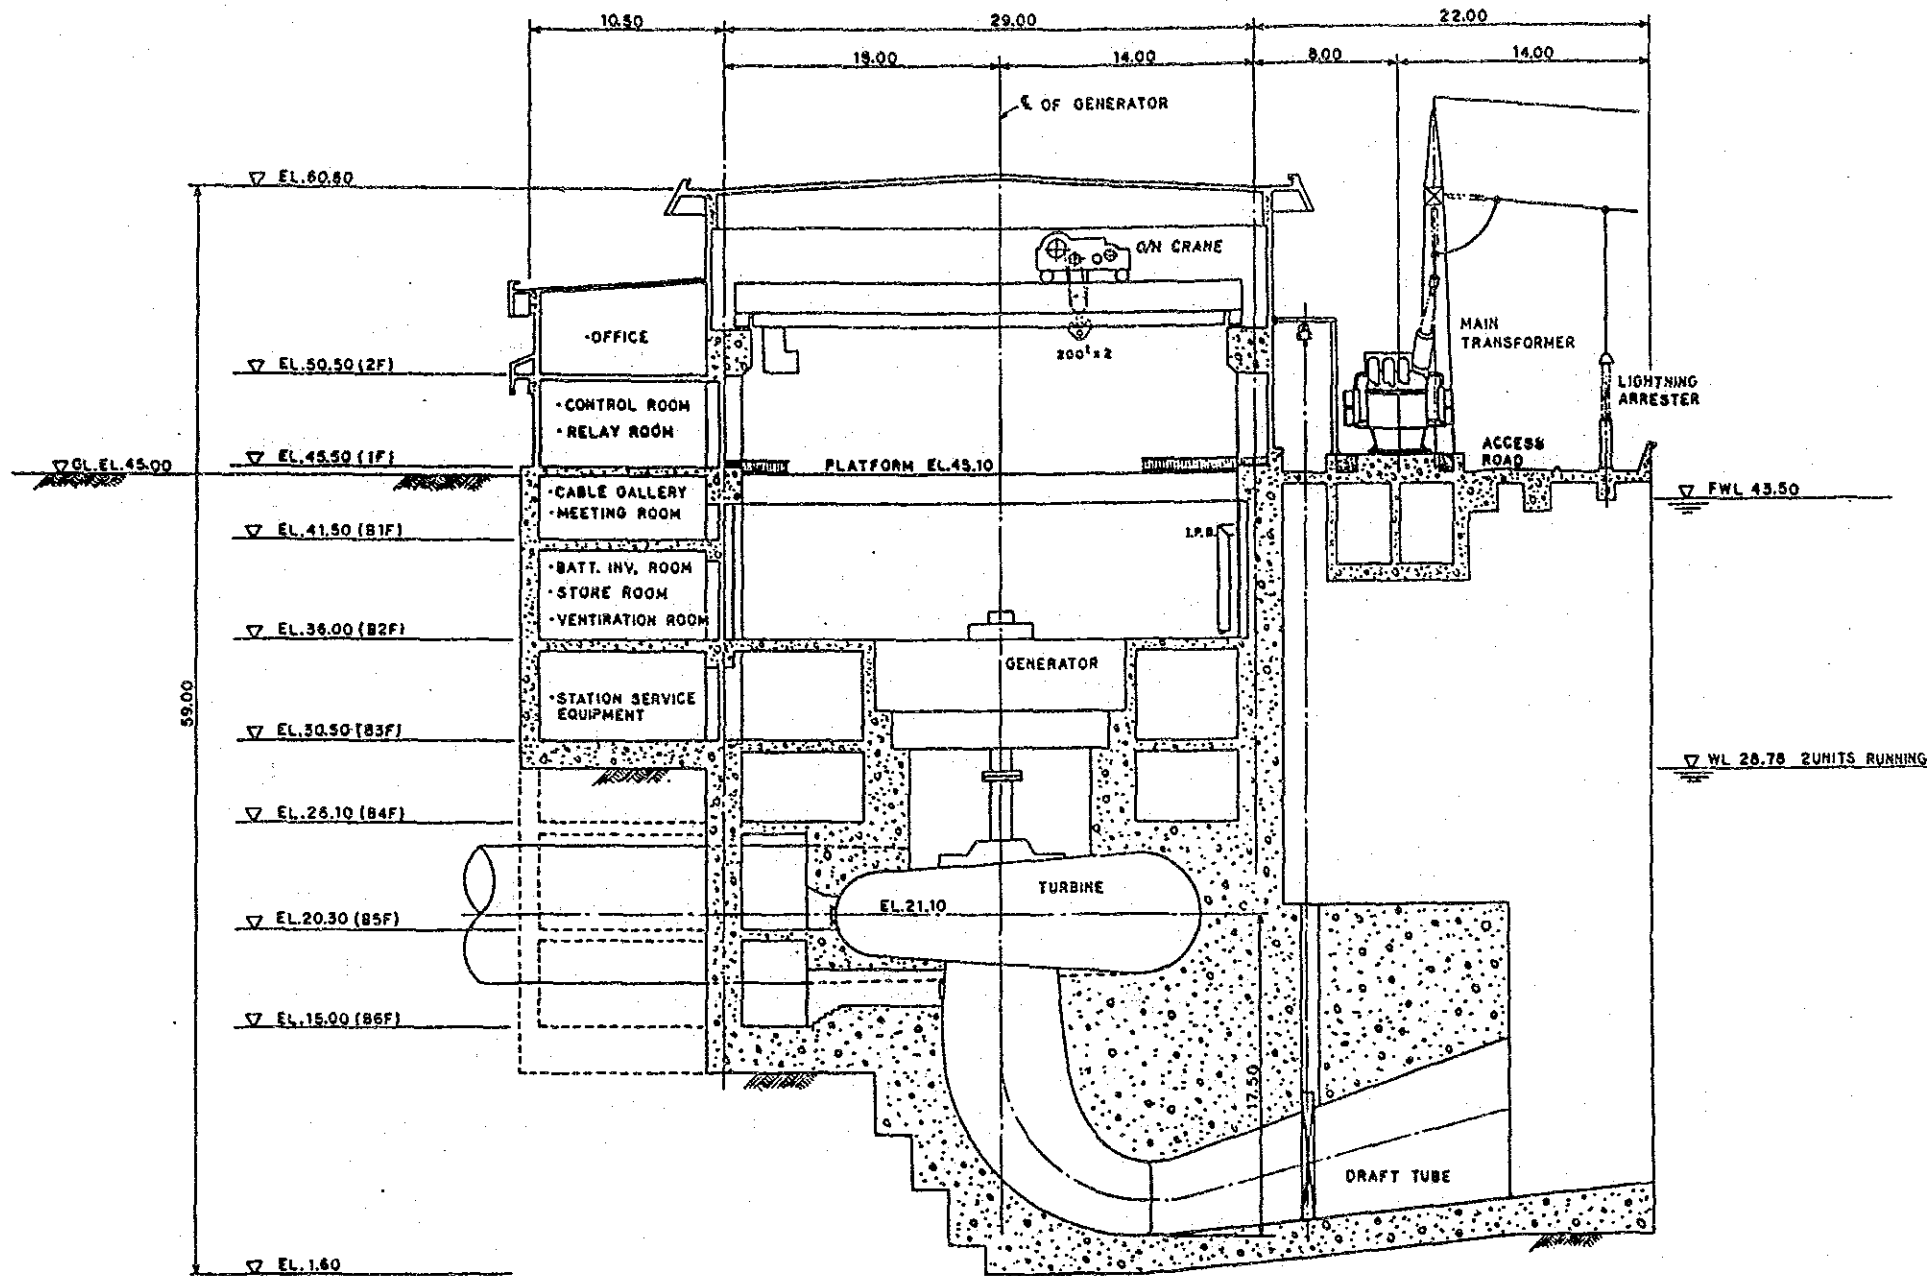 10.50
29.00
22.00
15.00
14.00
8.00
14.00
℄ OF GENERATOR
EL.60.60
O/H CRANE
•OFFICE
200ᵗx2
MAIN
TRANSFORMER
EL.50.50 (2F)
LIGHTNING
ARRESTER
•CONTROL ROOM
•RELAY ROOM
ACCESS
ROAD
EL.45.50 (1F)
GL.EL.45.00
PLATFORM EL.45.10
FWL 43.50
•CABLE GALLERY
•MEETING ROOM
EL.41.50 (B1F)
I.P.B.
•BATT. INV. ROOM
•STORE ROOM
•VENTIRATION ROOM
EL.36.00 (B2F)
GENERATOR
59.00
•STATION SERVICE
EQUIPMENT
EL.30.50 (B3F)
WL 28.78 2UNITS RUNNING
EL.26.10 (B4F)
TURBINE
EL.21.10
EL.20.30 (B5F)
EL.15.00 (B6F)
17.50
DRAFT TUBE
EL.1.60